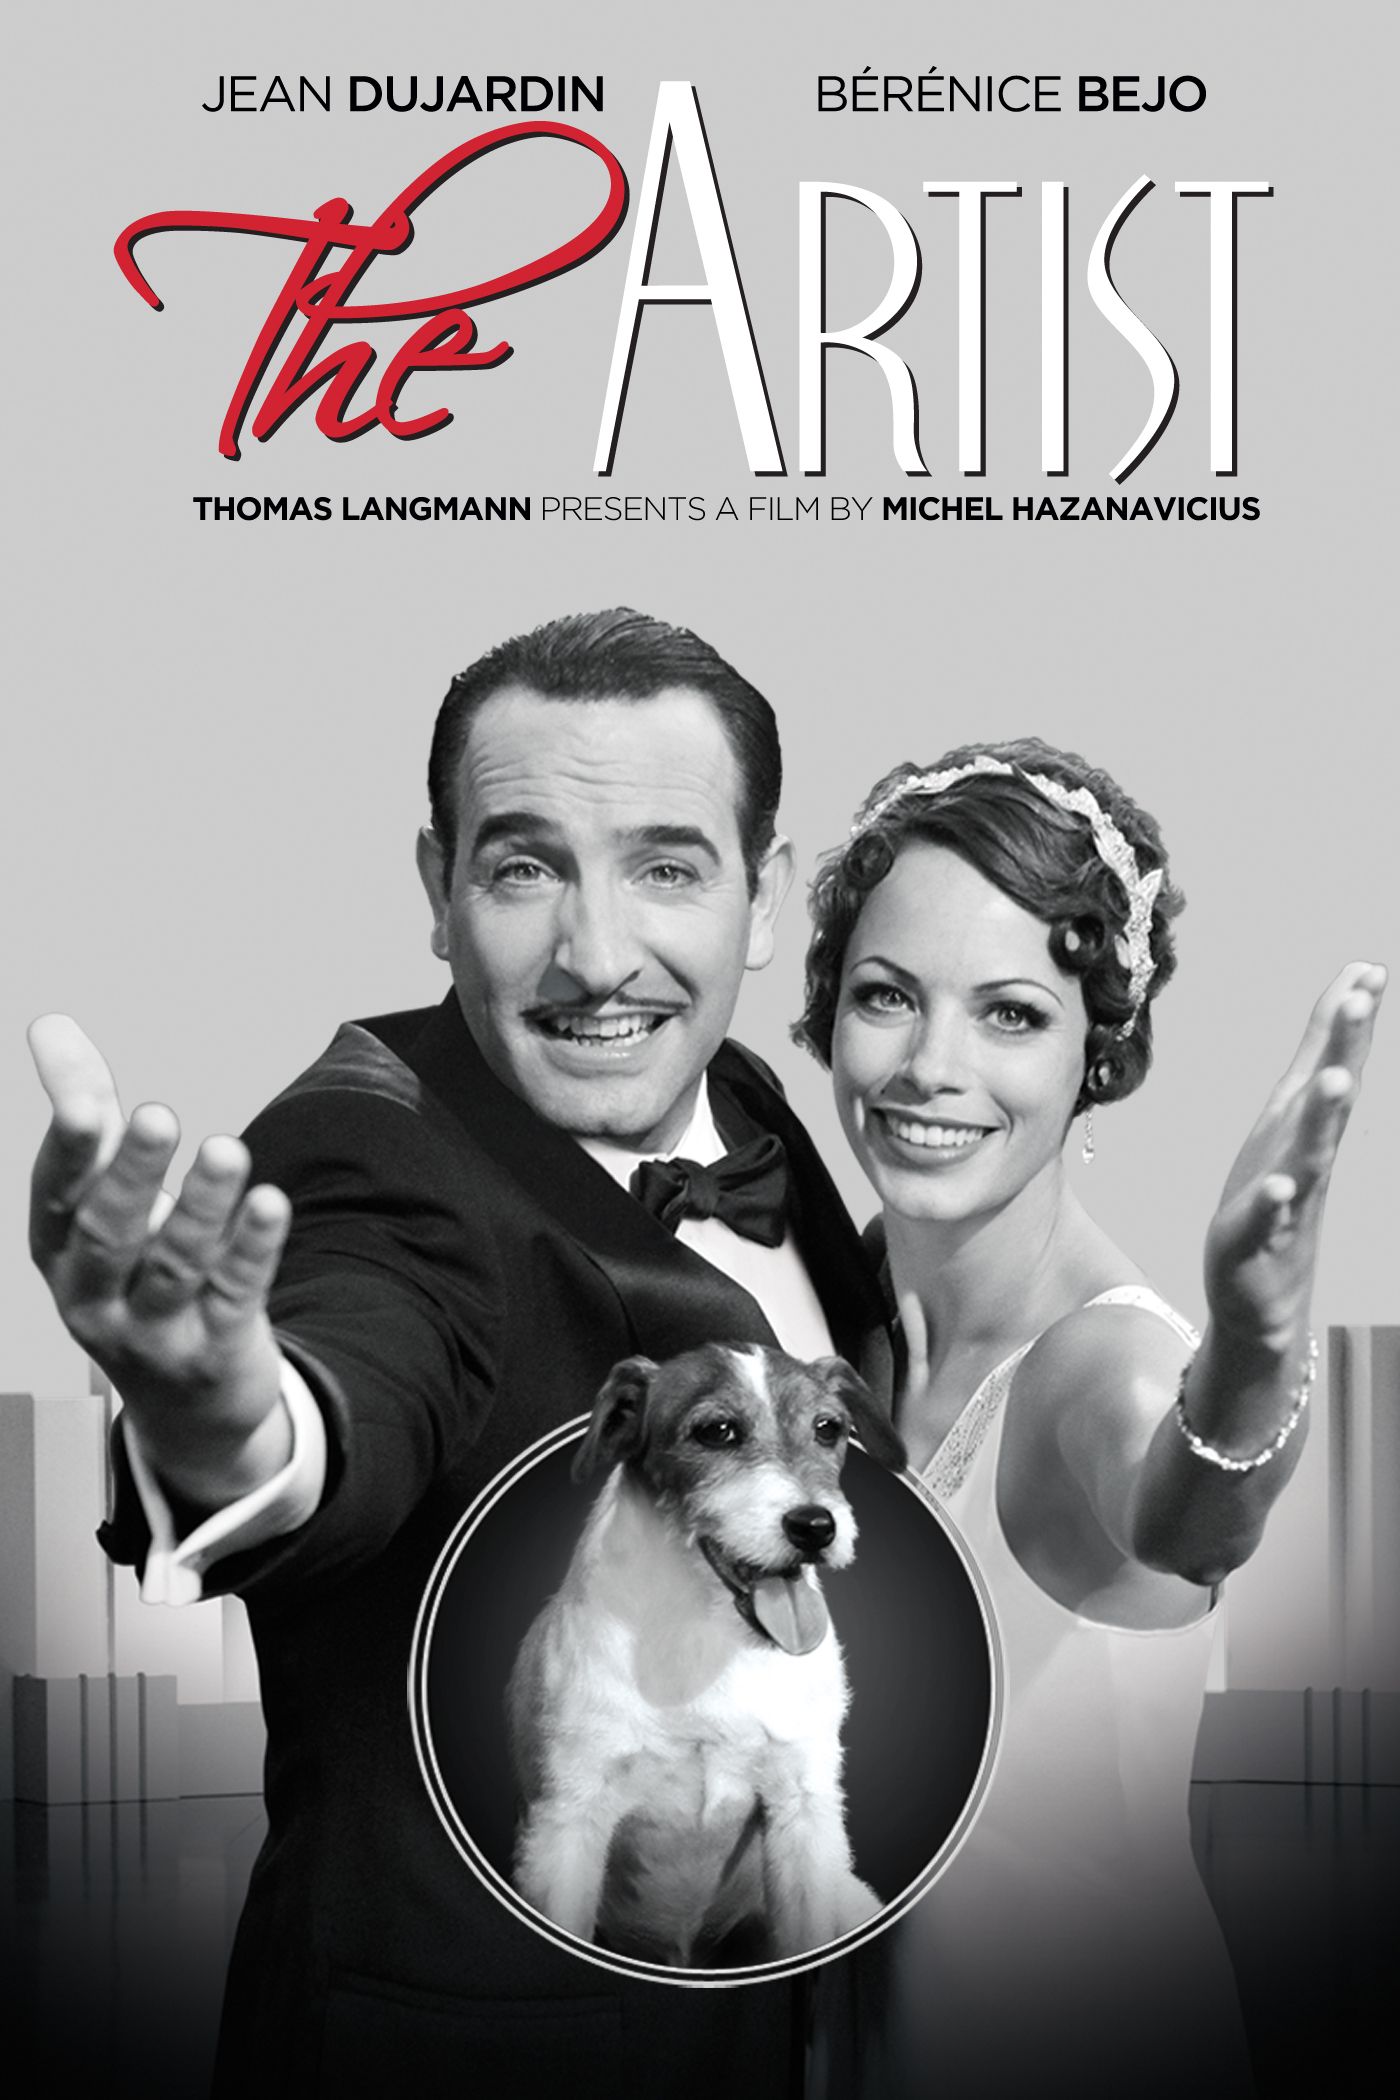 JEAN DUJARDIN BÉRÉNICE BEJO
The ARTIST
THOMAS LANGMANN PRESENTS A FILM BY MICHEL HAZANAVICIUS